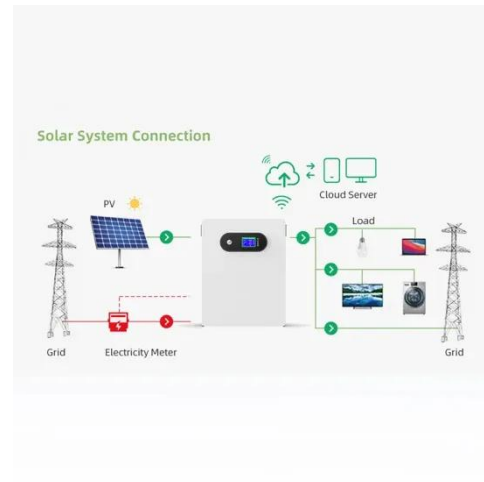 Solar System Connection
Cloud Server
PV
Load
Grid
Electricity Meter
Grid